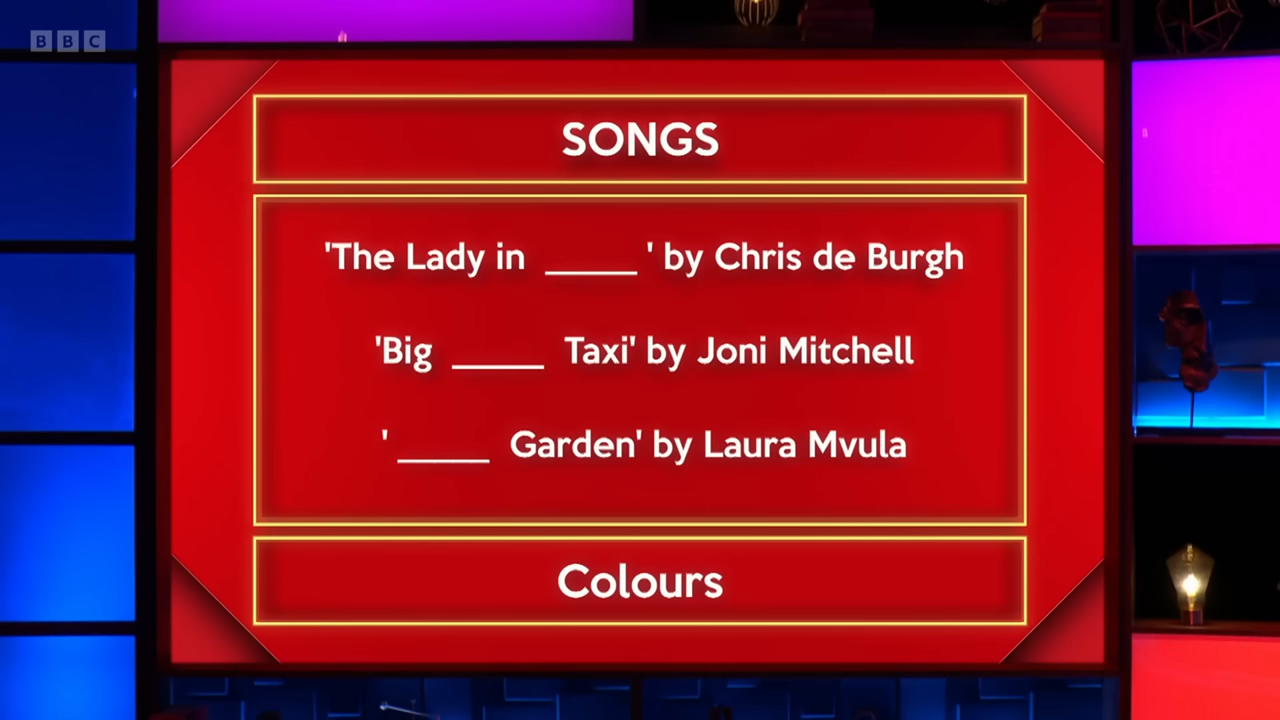 BBC
SONGS
'The Lady in _____ ' by Chris de Burgh
'Big _____ Taxi' by Joni Mitchell
' _____ Garden' by Laura Mvula
Colours